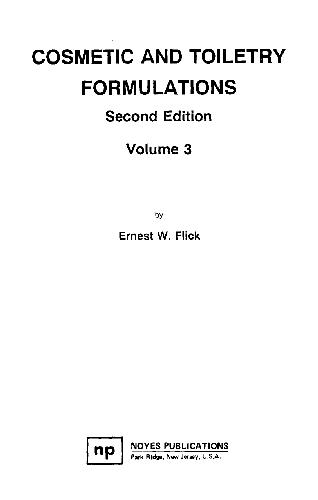 COSMETIC AND TOILETRY
FORMULATIONS
Second Edition
Volume 3
by
Ernest W. Flick
np
NOYES PUBLICATIONS
Park Ridge, New Jersey, U.S.A.